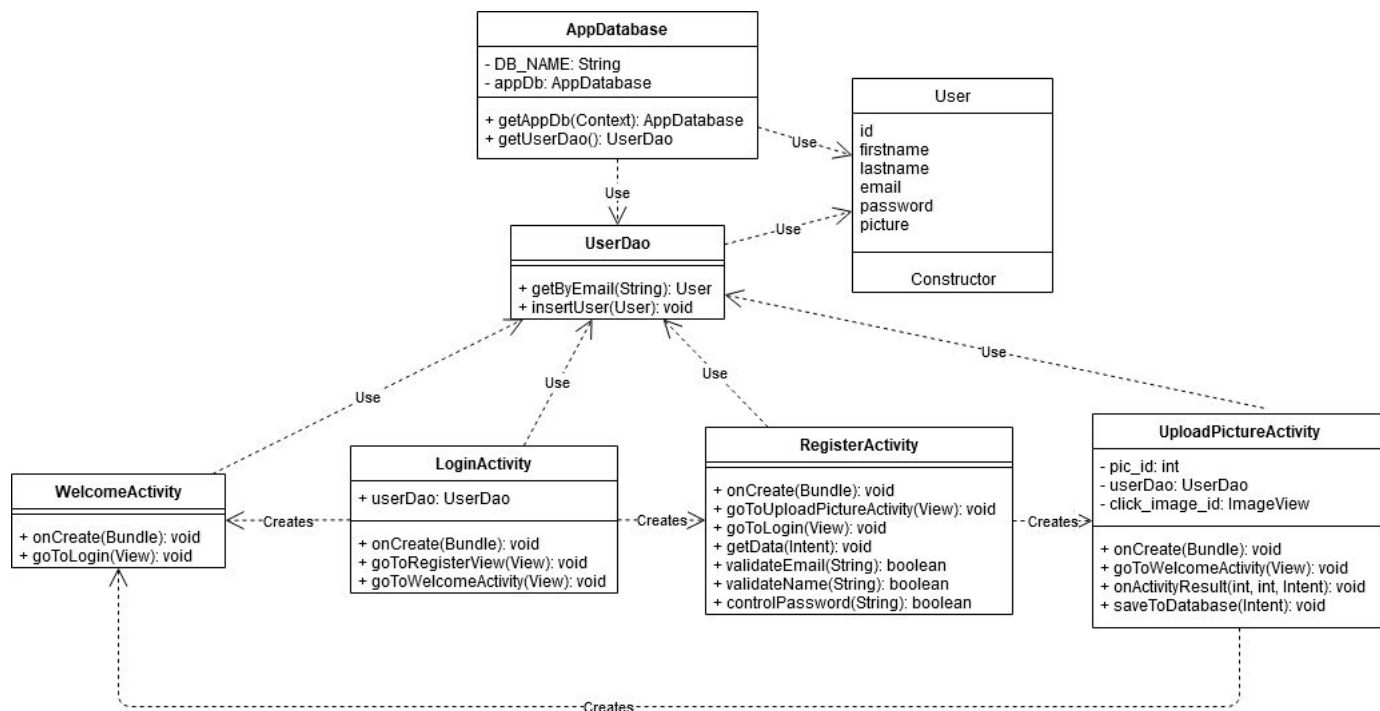 AppDatabase
- DB_NAME: String
- appDb: AppDatabase
+ getAppDb(Context): AppDatabase
+ getUserDao(): UserDao
User
id
firstname
lastname
email
password
picture
Constructor
Use
Use
Use
UserDao
+ getByEmail(String): User
+ insertUser(User): void
Use
Use
Use
Use
WelcomeActivity
+ onCreate(Bundle): void
+ goToLogin(View): void
Creates
LoginActivity
+ userDao: UserDao
+ onCreate(Bundle): void
+ goToRegisterView(View): void
+ goToWelcomeActivity(View): void
Creates
RegisterActivity
+ onCreate(Bundle): void
+ goToUploadPictureActivity(View): void
+ goToLogin(View): void
+ getData(Intent): void
+ validateEmail(String): boolean
+ validateName(String): boolean
+ controlPassword(String): boolean
Creates
UploadPictureActivity
- pic_id: int
- userDao: UserDao
- click_image_id: ImageView
+ onCreate(Bundle): void
+ goToWelcomeActivity(View): void
+ onActivityResult(int, int, Intent): void
+ saveToDatabase(Intent): void
Creates